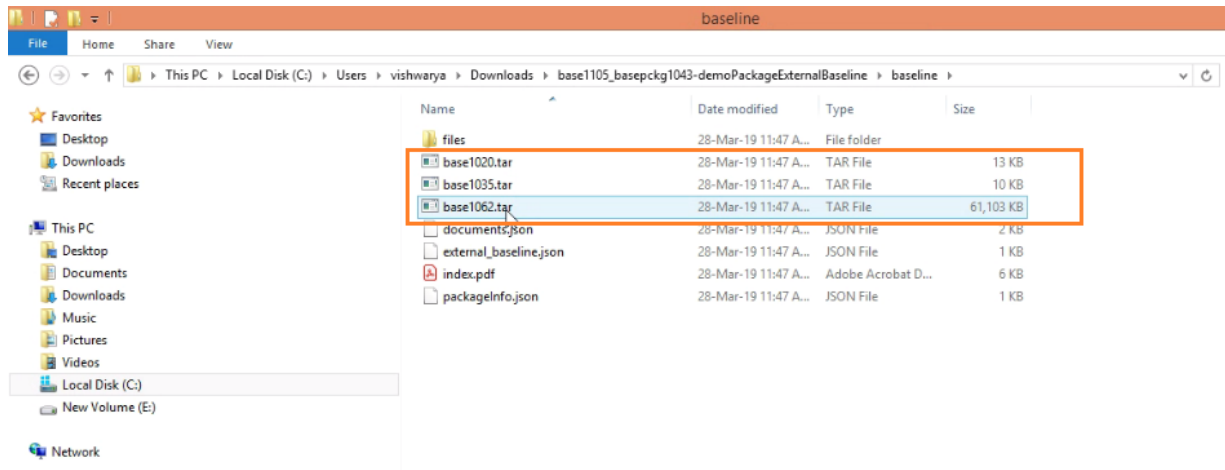 baseline
File Home Share View
This PC Local Disk (C:) Users vishwarya Downloads base1105_basepckg1043-demoPackageExternalBaseline baseline
Favorites
Desktop
Downloads
Recent places
This PC
Desktop
Documents
Downloads
Music
Pictures
Videos
Local Disk (C:)
New Volume (E:)
Network
Name Date modified Type Size
files 28-Mar-19 11:47 A... File folder
base1020.tar 28-Mar-19 11:47 A... TAR File 13 KB
base1035.tar 28-Mar-19 11:47 A... TAR File 10 KB
base1062.tar 28-Mar-19 11:47 A... TAR File 61,103 KB
documents.json 28-Mar-19 11:47 A... JSON File 2 KB
external_baseline.json 28-Mar-19 11:47 A... JSON File 1 KB
index.pdf 28-Mar-19 11:47 A... Adobe Acrobat D... 6 KB
packageInfo.json 28-Mar-19 11:47 A... JSON File 1 KB